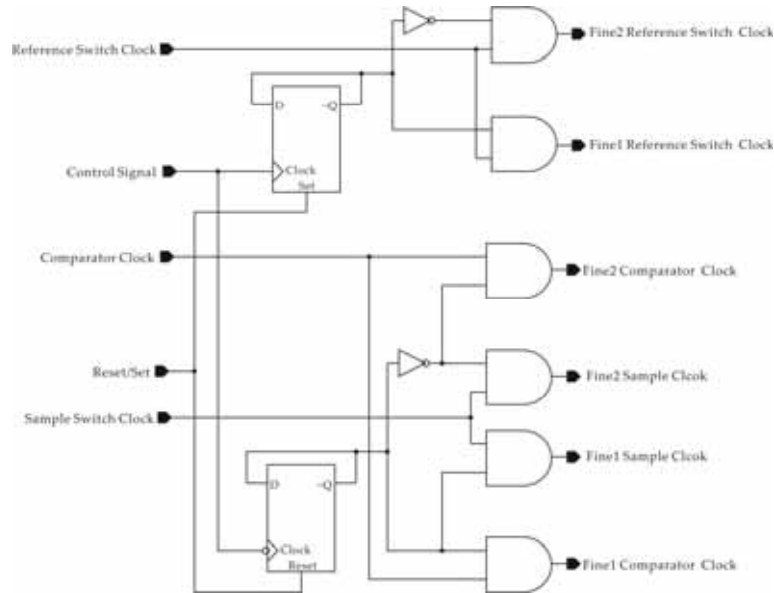 Fine2 Reference Switch Clock
Reference Switch Clock
D ~Q
Fine1 Reference Switch Clock
Control Signal
Clock
Set
Comparator Clock
Fine2 Comparator Clock
Reset/Set
Fine2 Sample Clcok
Sample Switch Clock
Fine1 Sample Clcok
D ~Q
Clock
Reset
Fine1 Comparator Clock